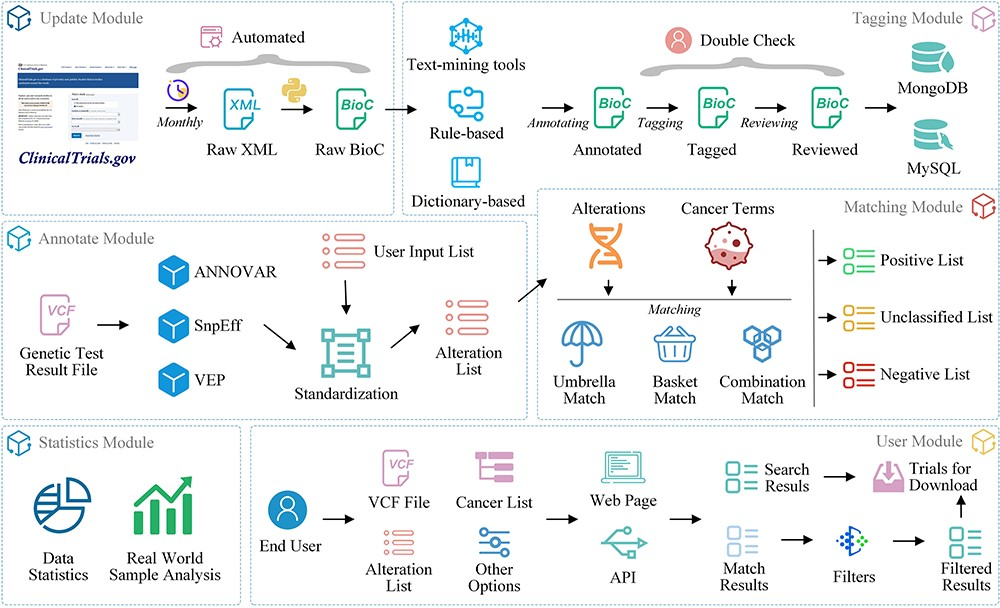 Update Module
Automated
ClinicalTrials.gov
ClinicalTrials.gov
Monthly
XML
Raw XML
BioC
Raw BioC
Tagging Module
Text-mining tools
Rule-based
Dictionary-based
Double Check
Annotating
BioC
Annotated
Tagging
BioC
Tagged
Reviewing
BioC
Reviewed
MongoDB
MySQL
Annotate Module
VCF
Genetic Test
Result File
ANNOVAR
SnpEff
VEP
User Input List
Standardization
Alteration
List
Matching Module
Alterations
Cancer Terms
Matching
Umbrella
Match
Basket
Match
Combination
Match
Positive List
Unclassified List
Negative List
Statistics Module
Data
Statistics
Real World
Sample Analysis
User Module
End User
VCF
VCF File
Cancer List
Alteration
List
Other
Options
Web Page
API
Search
Resuls
Trials for
Download
Match
Results
Filters
Filtered
Results